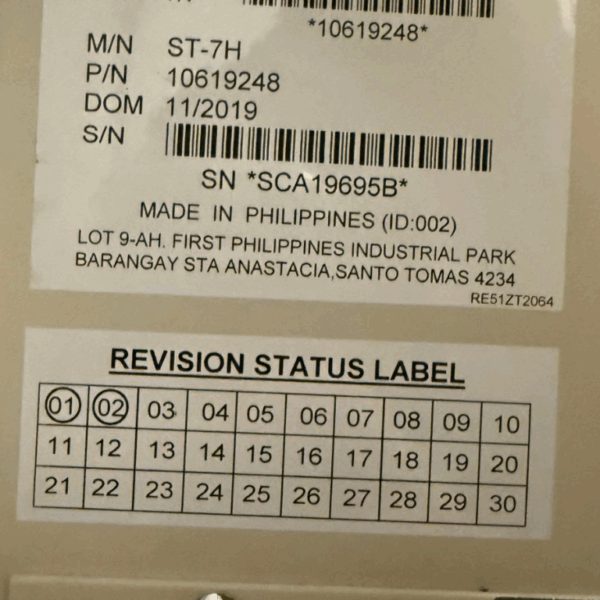 *10619248*
M/N ST-7H
P/N 10619248
DOM 11/2019
S/N
SN *SCA19695B*
MADE IN PHILIPPINES (ID:002)
LOT 9-AH. FIRST PHILIPPINES INDUSTRIAL PARK
BARANGAY STA ANASTACIA,SANTO TOMAS 4234
RE51ZT2064
REVISION STATUS LABEL
01 02 03 04 05 06 07 08 09 10
11 12 13 14 15 16 17 18 19 20
21 22 23 24 25 26 27 28 29 30